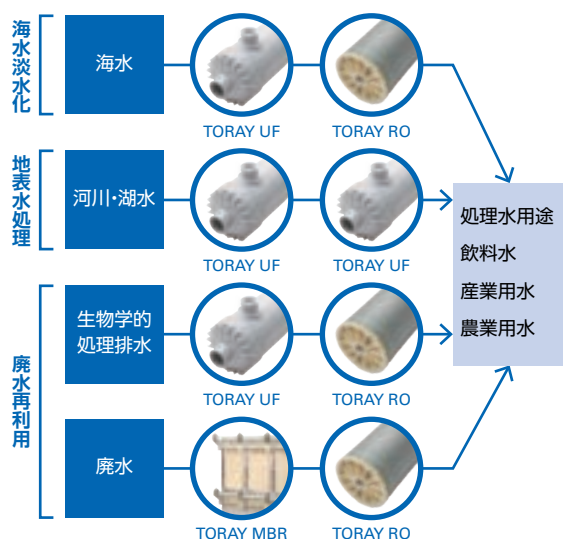 海水淡水化
海水
TORAY UF
TORAY RO
地表水処理
河川・湖水
TORAY UF
TORAY UF
処理水用途
飲料水
産業用水
農業用水
廃水再利用
生物学的
処理排水
TORAY UF
TORAY RO
廃水
TORAY MBR
TORAY RO